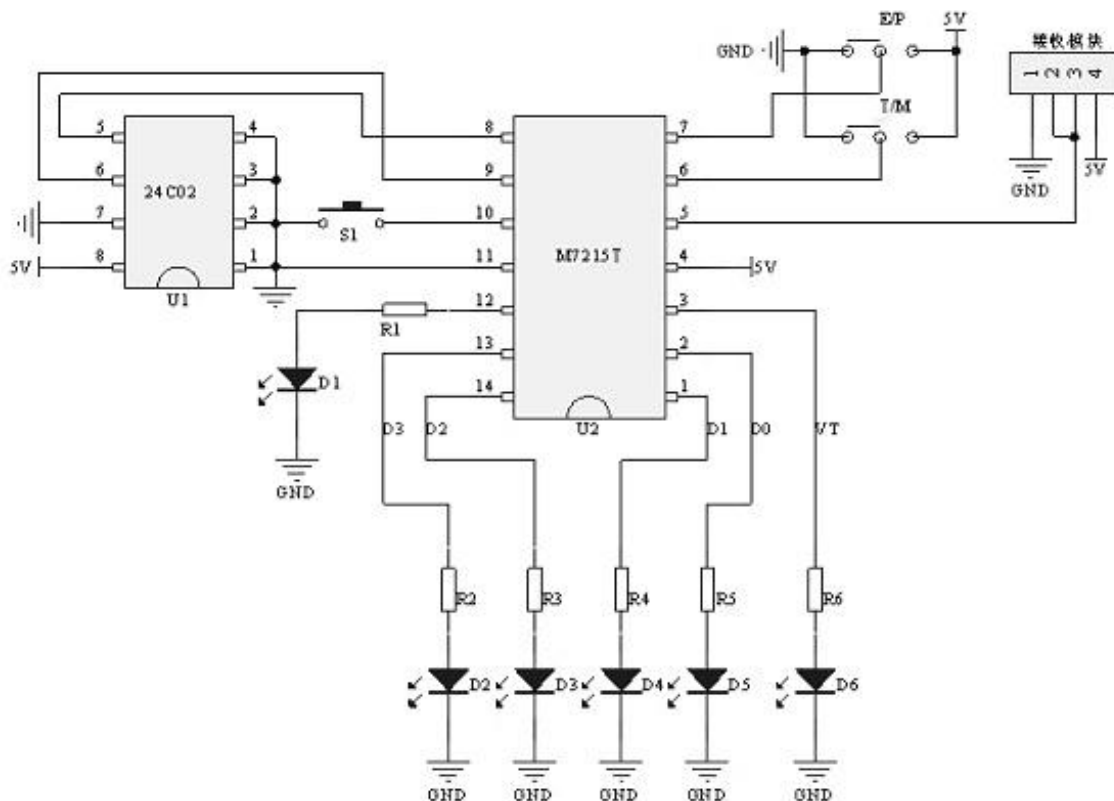 E/P
5V
接收模块
GND
1 2 3 4
T/M
GND
5V
5
6
7
8
4
3
2
1
24C02
5V
U1
S1
8
9
10
11
12
13
14
7
6
5
4
3
2
1
M7215T
U2
5V
R1
D1
GND
D3
D2
D1
D0
VT
R2
R3
R4
R5
R6
D2
D3
D4
D5
D6
GND
GND
GND
GND
GND